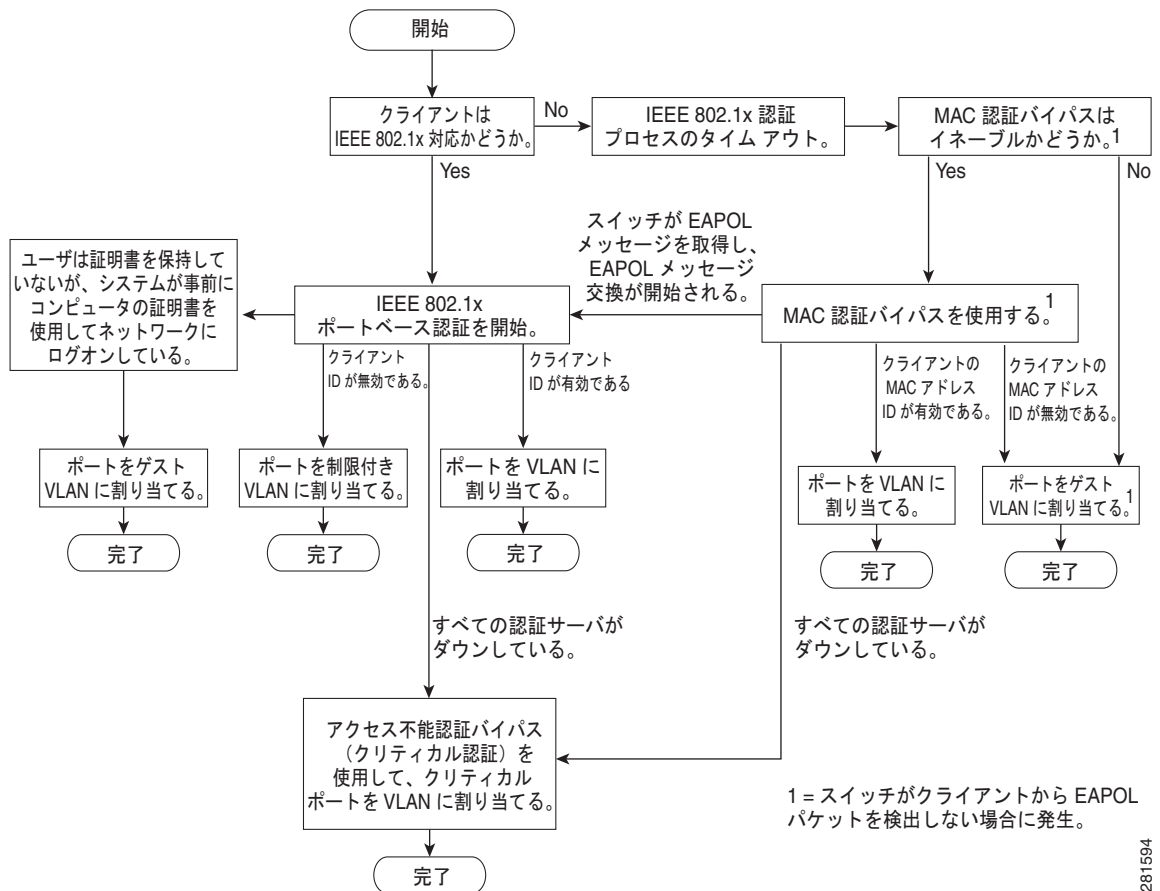 開始
クライアントは
IEEE 802.1x 対応かどうか。
No
IEEE 802.1x 認証
プロセスのタイム アウト。
MAC 認証バイパスは
イネーブルかどうか。1
Yes
Yes
No
スイッチが EAPOL
メッセージを取得し、
EAPOL メッセージ
交換が開始される。
ユーザは証明書を保持して
いないが、システムが事前に
コンピュータの証明書を
使用してネットワークに
ログオンしている。
IEEE 802.1x
ポートベース認証を開始。
MAC 認証バイパスを使用する。1
クライアント
ID が無効である。
クライアント
ID が有効である
クライアントの
MAC アドレス
ID が有効である。
クライアントの
MAC アドレス
ID が無効である。
ポートをゲスト
VLAN に割り当てる。
ポートを制限付き
VLAN に割り当てる。
ポートを VLAN に
割り当てる。
ポートを VLAN に
割り当てる。
ポートをゲスト
VLAN に割り当てる。1
完了
完了
完了
完了
完了
すべての認証サーバが
ダウンしている。
すべての認証サーバが
ダウンしている。
アクセス不能認証バイパス
（クリティカル認証）を
使用して、クリティカル
ポートを VLAN に割り当てる。
完了
1 = スイッチがクライアントから EAPOL
パケットを検出しない場合に発生。
281594